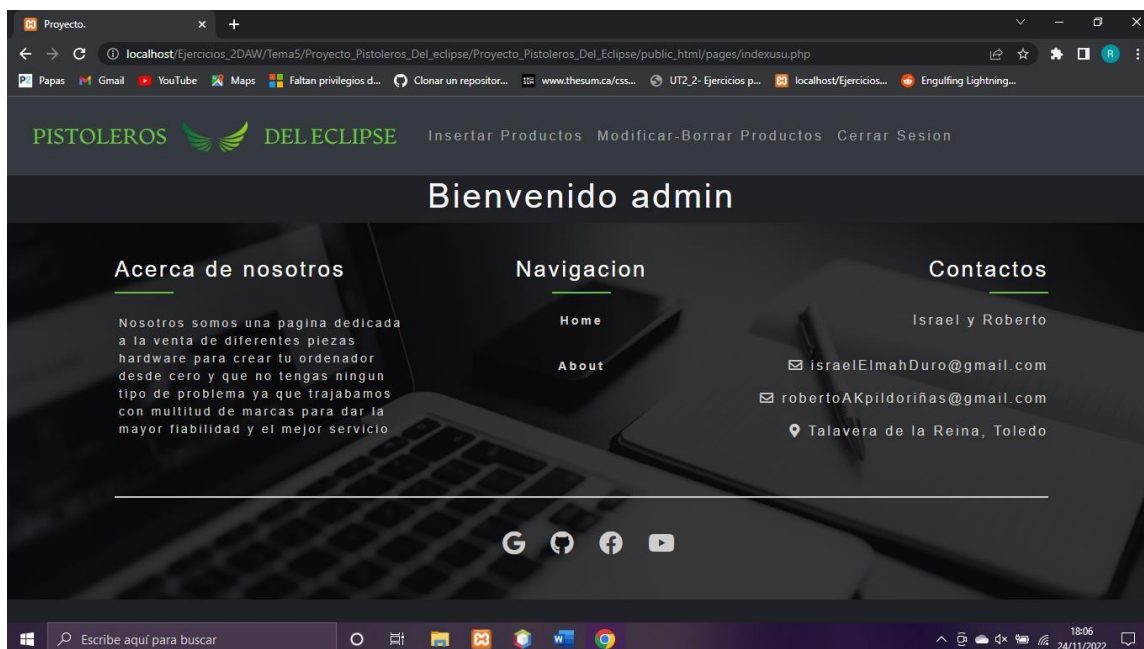 Proyecto.
localhost/Ejercicios_2DAW/Tema5/Proyecto_Pistoleros_Del_eclipse/Proyecto_Pistoleros_Del_Eclipse/public_html/pages/indexusu.php
R
Papas Gmail YouTube Maps Faltan privilegios d... Clonar un repositor... www.thesum.ca/css... UT2_2- Ejercicios p... localhost/Ejercicios... Engulfing Lightning...
PISTOLEROS DEL ECLIPSE Insertar Productos Modificar-Borrar Productos Cerrar Sesion
Bienvenido admin
Acerca de nosotros
Nosotros somos una pagina dedicada
a la venta de diferentes piezas
hardware para crear tu ordenador
desde cero y que no tengas ningun
tipo de problema ya que trajabamos
con multitud de marcas para dar la
mayor fiabilidad y el mejor servicio
Navigacion
Home
About
Contactos
Israel y Roberto
israelElmahDuro@gmail.com
robertoAKpildoriñas@gmail.com
Talavera de la Reina, Toledo
Escribe aquí para buscar
18:06
24/11/2022